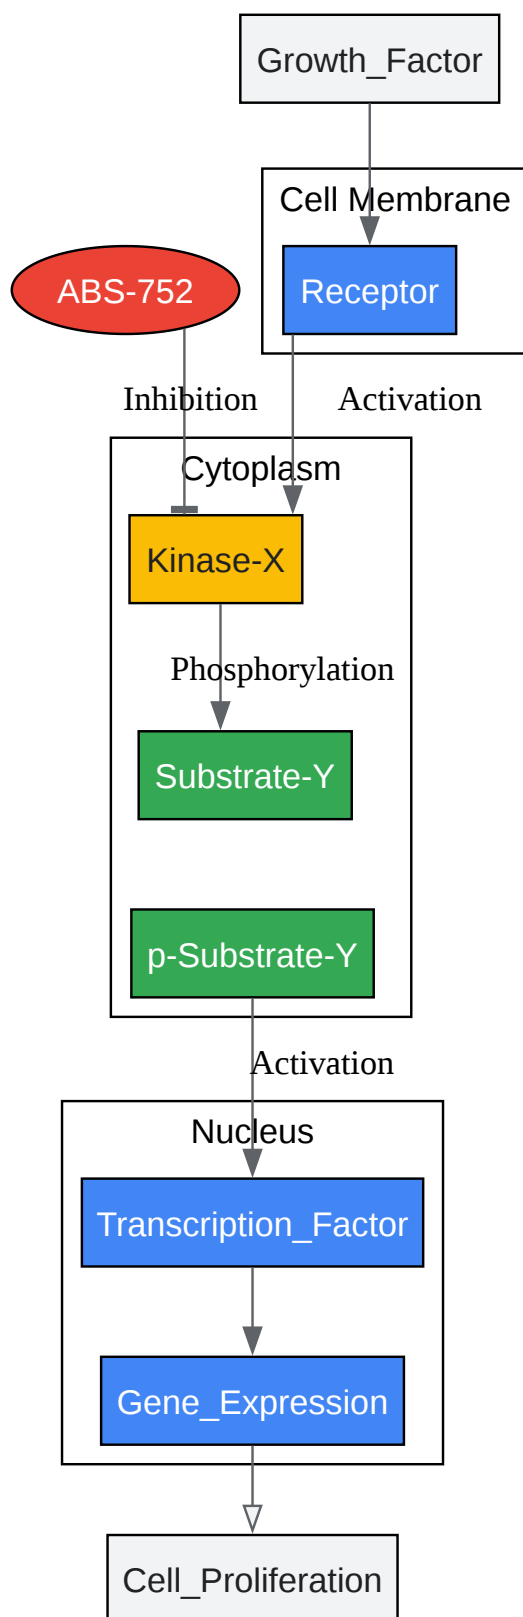 Growth_Factor
Cell Membrane
ABS-752
Receptor
Inhibition
Activation
Cytoplasm
Kinase-X
Phosphorylation
Substrate-Y
p-Substrate-Y
Activation
Nucleus
Transcription_Factor
Gene_Expression
Cell_Proliferation